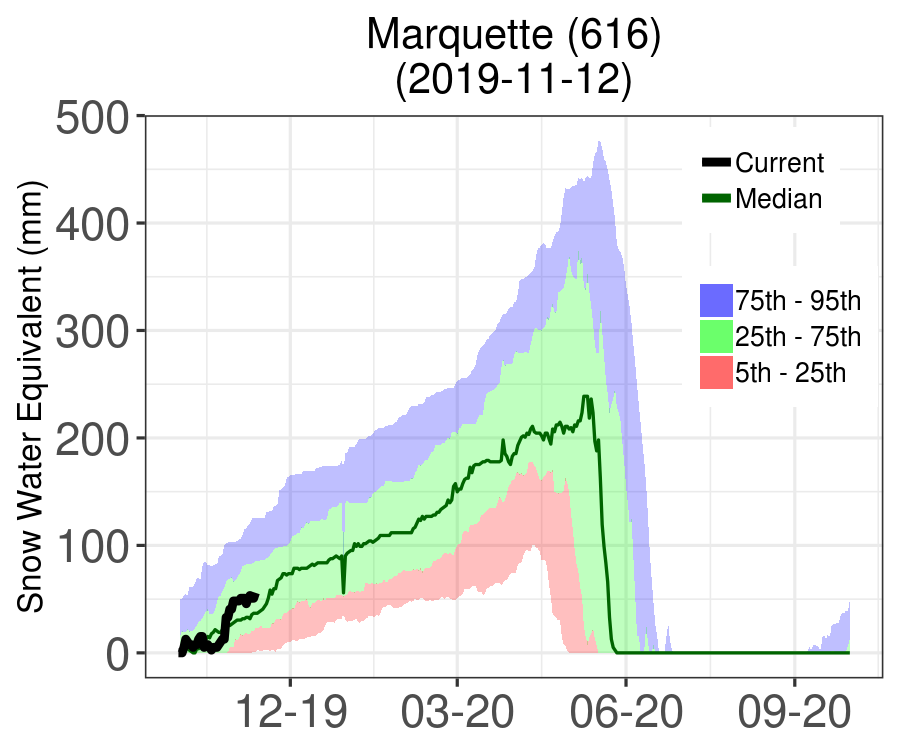 Marquette (616)
(2019-11-12)
Snow Water Equivalent (mm)
500
400
300
200
100
0
12-19
03-20
06-20
09-20
Current
Median
75th - 95th
25th - 75th
5th - 25th